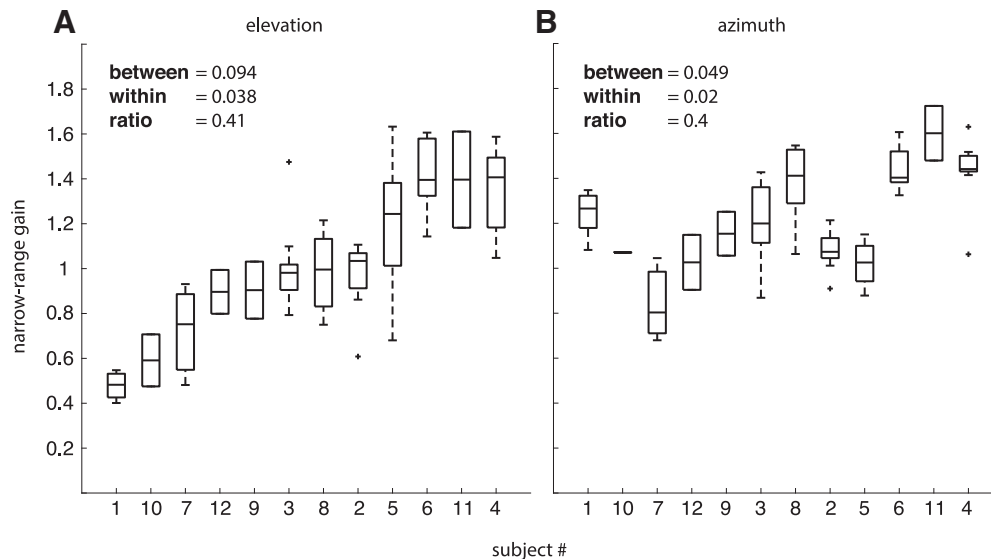 A
elevation
B
azimuth
between = 0.094
within = 0.038
ratio = 0.41
between = 0.049
within = 0.02
ratio = 0.4
narrow-range gain
1.8
1.6
1.4
1.2
1
0.8
0.6
0.4
0.2
1 10 7 12 9 3 8 2 5 6 11 4
1 10 7 12 9 3 8 2 5 6 11 4
subject #